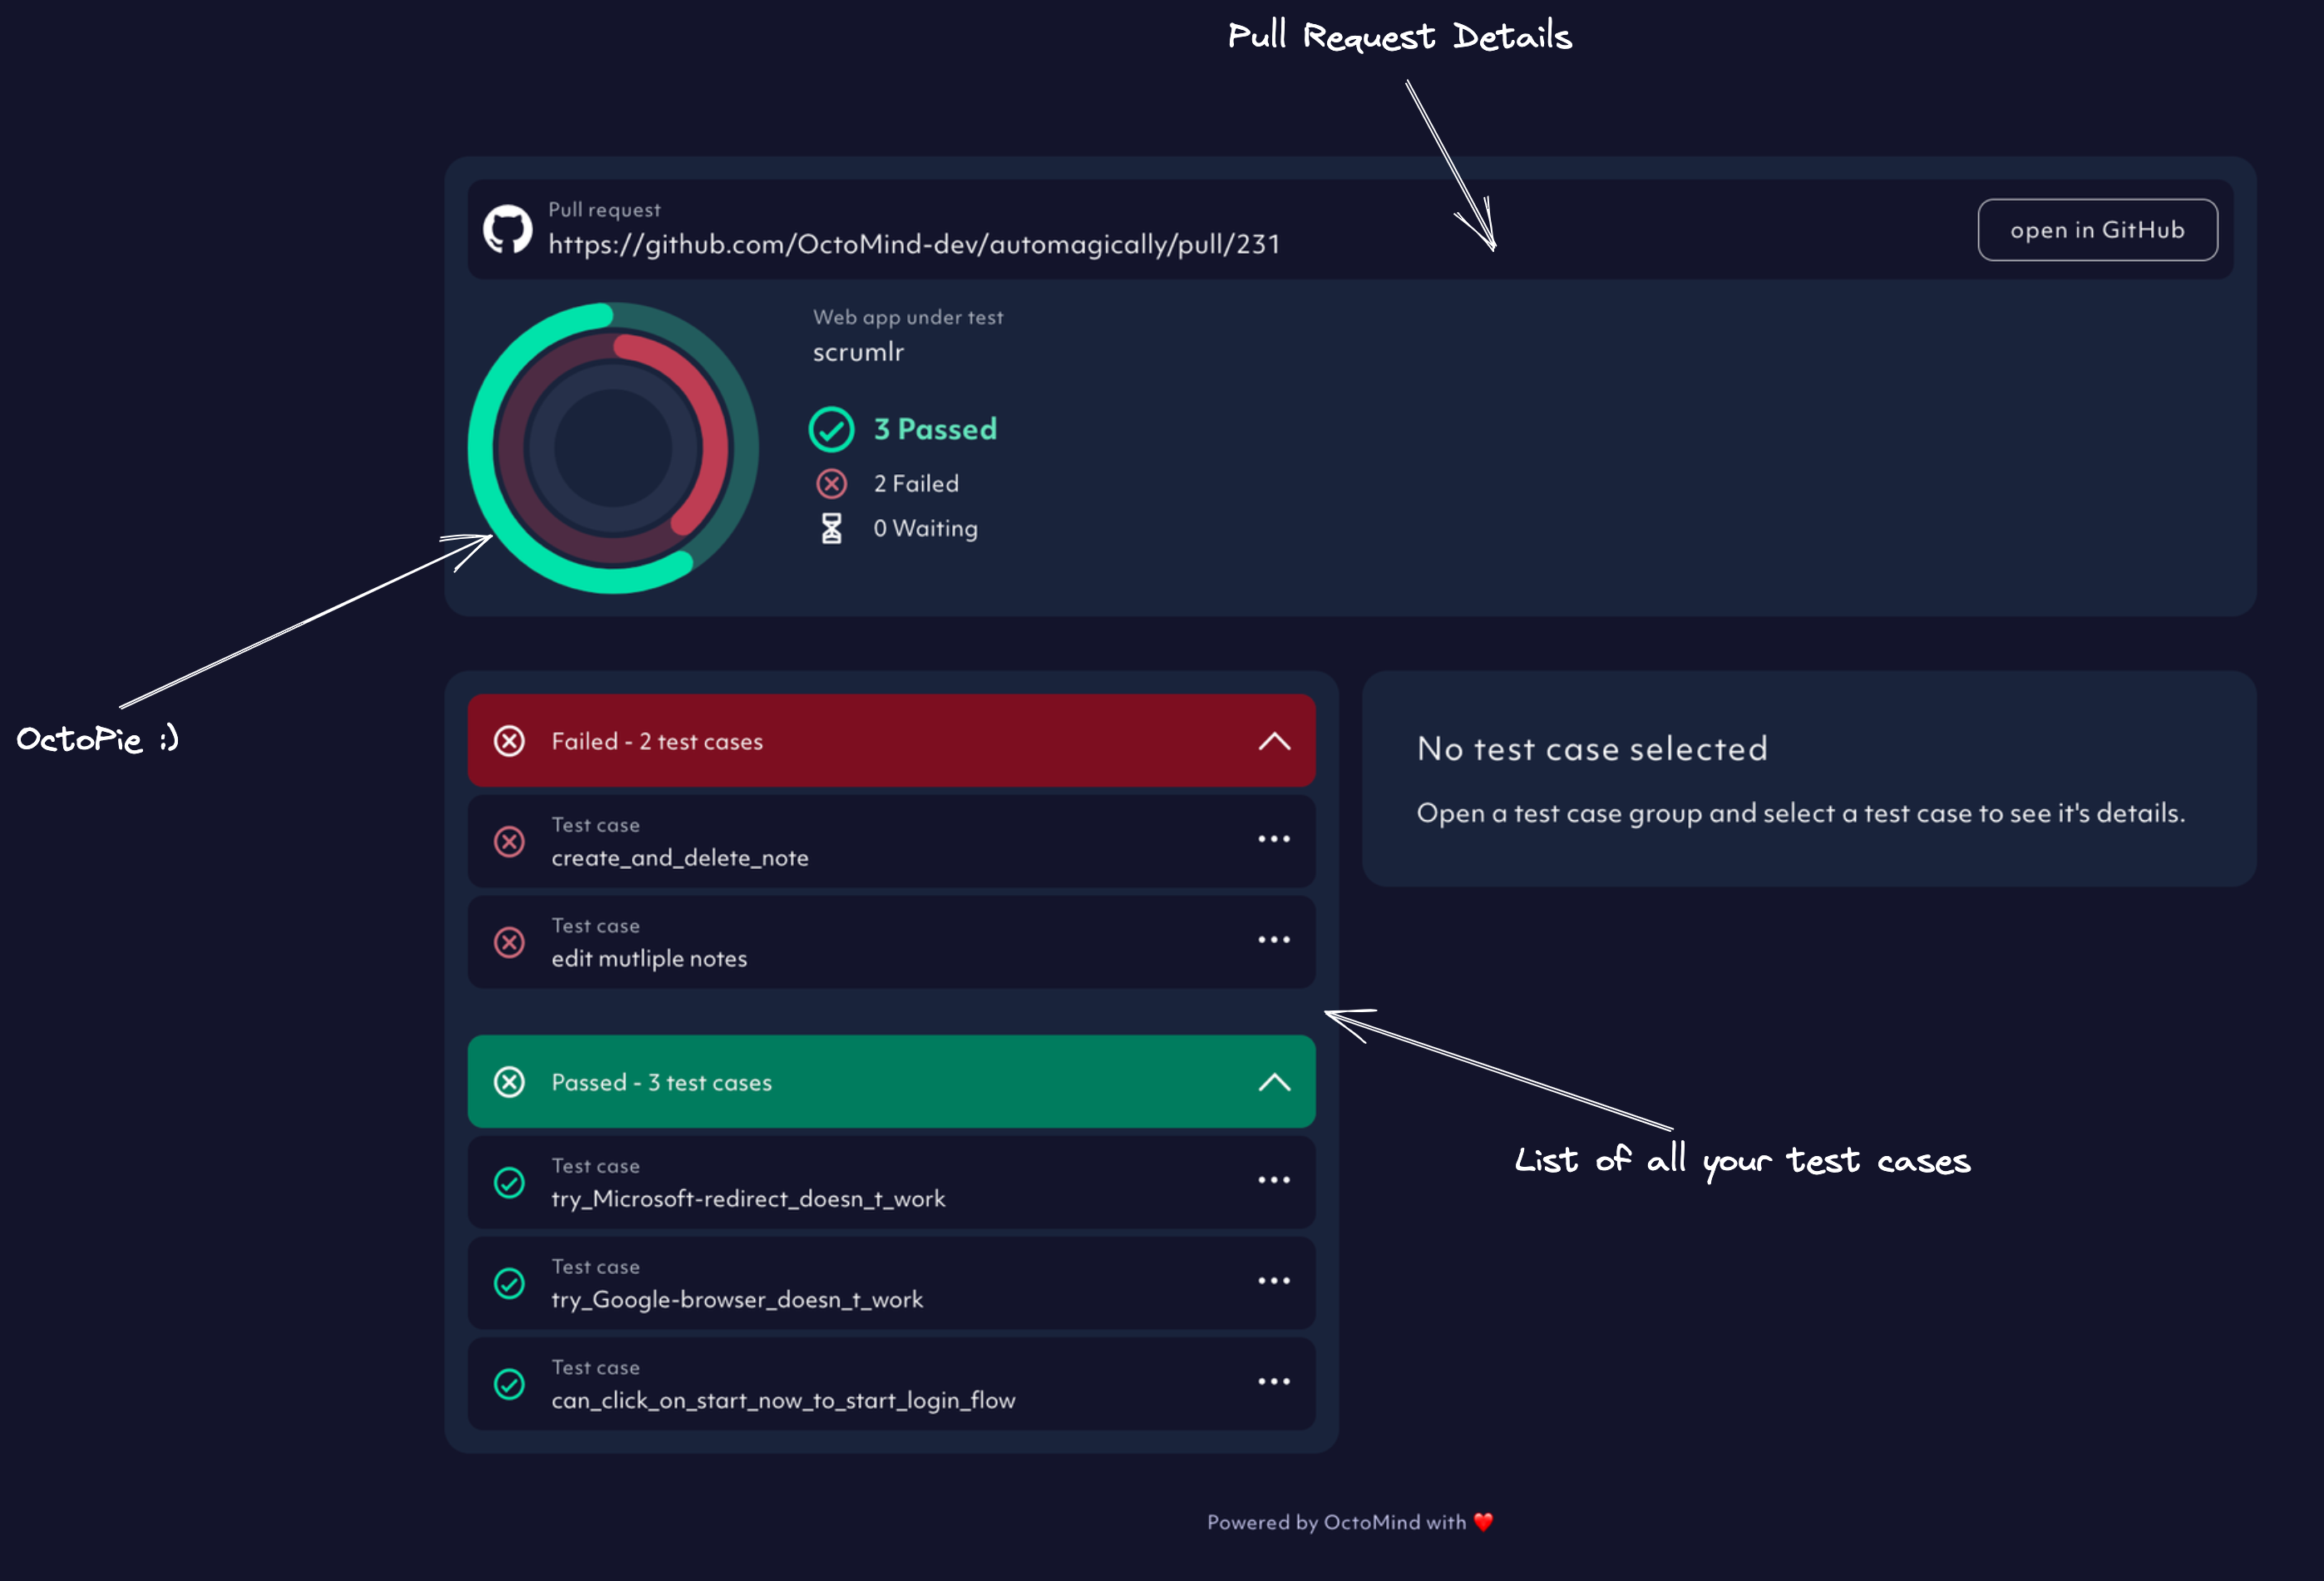 Pull Request Details
Pull request
https://github.com/OctoMind-dev/automagically/pull/231
open in GitHub
Web app under test
scrumlr
3 Passed
2 Failed
0 Waiting
OctoPie :)
Failed - 2 test cases
Test case
create_and_delete_note
Test case
edit mutliple notes
Passed - 3 test cases
Test case
try_Microsoft-redirect_doesn_t_work
Test case
try_Google-browser_doesn_t_work
Test case
can_click_on_start_now_to_start_login_flow
No test case selected
Open a test case group and select a test case to see it's details.
List of all your test cases
Powered by OctoMind with ❤️